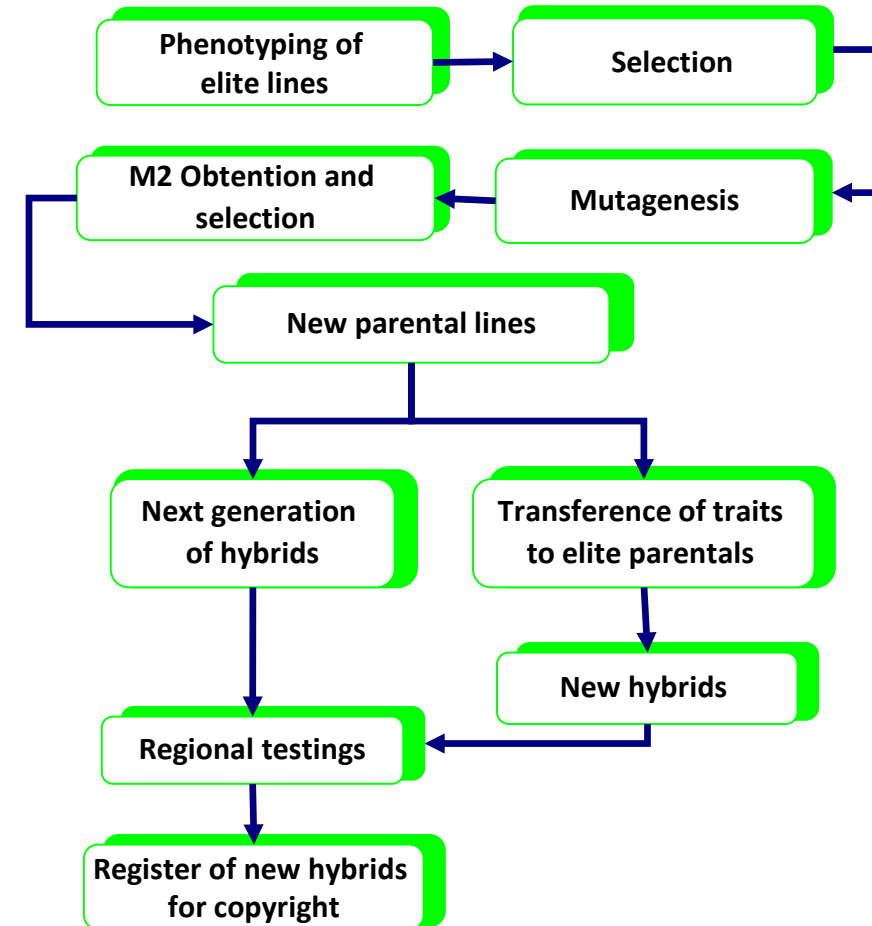 Phenotyping of
elite lines
Selection
M2 Obtention and
selection
Mutagenesis
New parental lines
Next generation
of hybrids
Transference of traits
to elite parentals
New hybrids
Regional testings
Register of new hybrids
for copyright